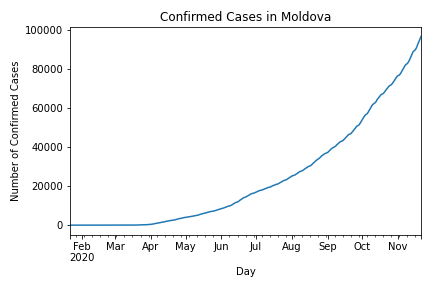 Confirmed Cases in Moldova
Number of Confirmed Cases
100000
80000
60000
40000
20000
0
Feb Mar Apr May Jun Jul Aug Sep Oct Nov
2020
Day